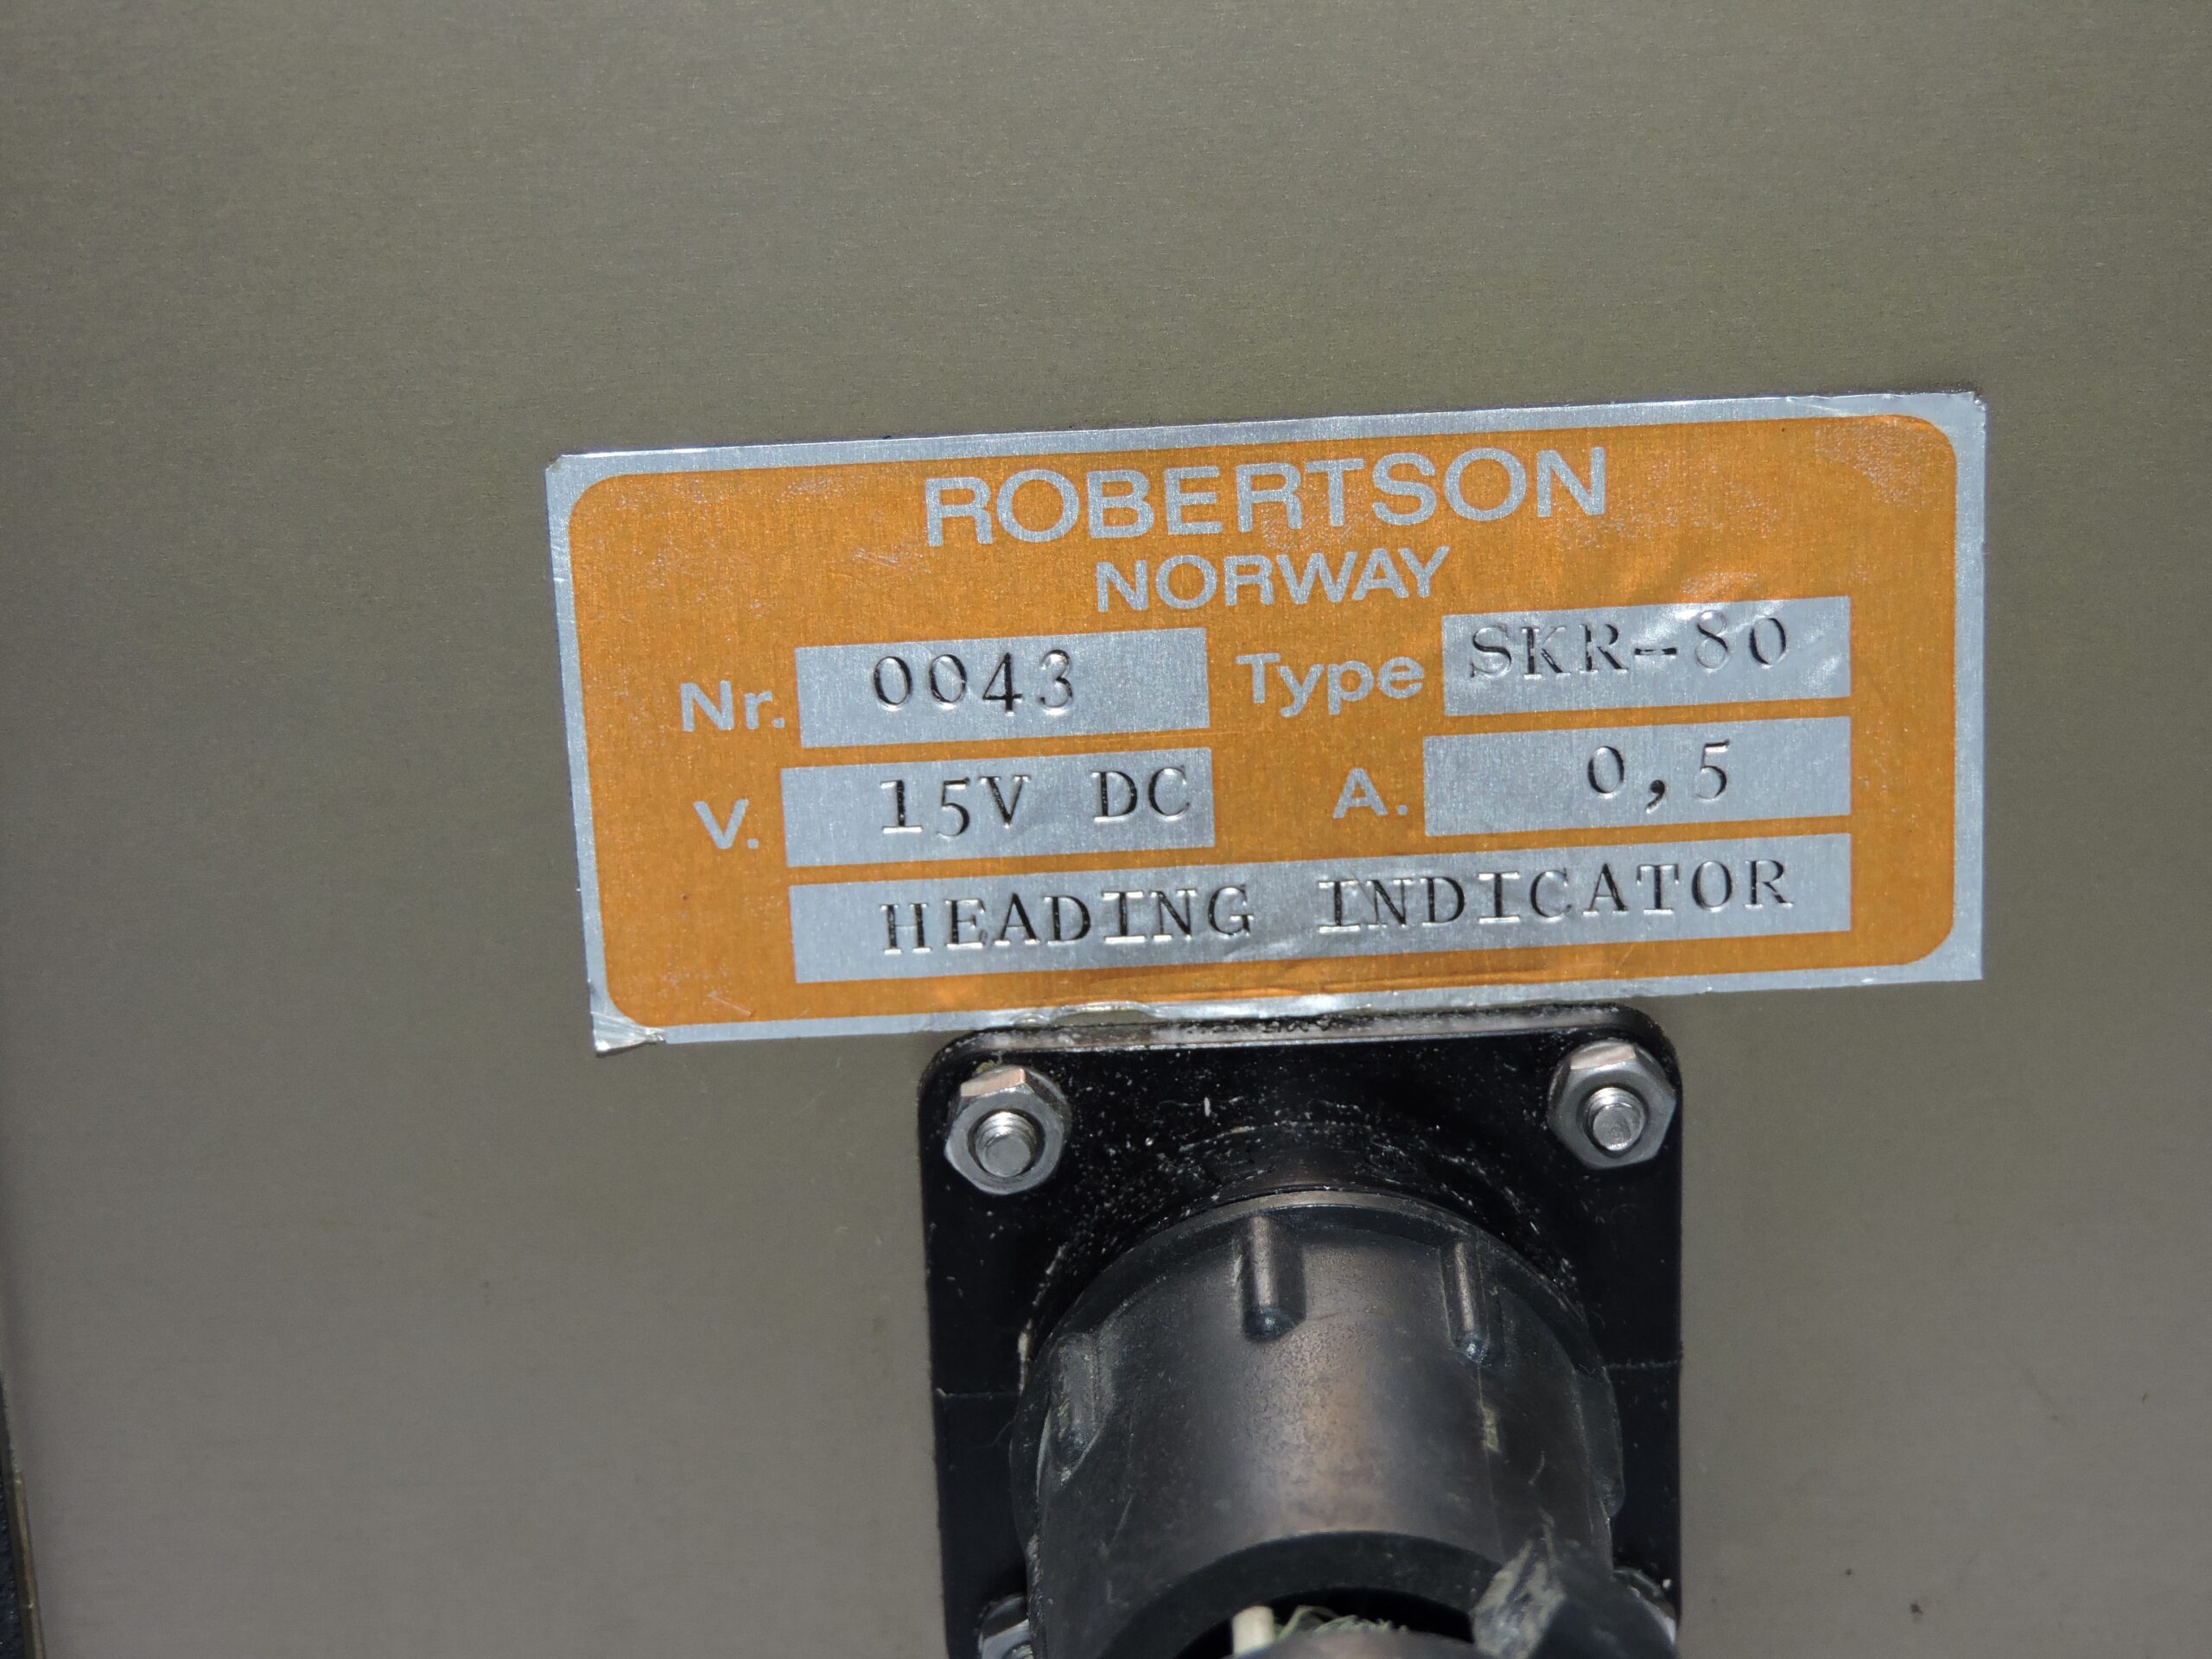 ROBERTSON
NORWAY
Nr. 0043 Type SKR-80
V. 15V DC A. 0,5
HEADING INDICATOR